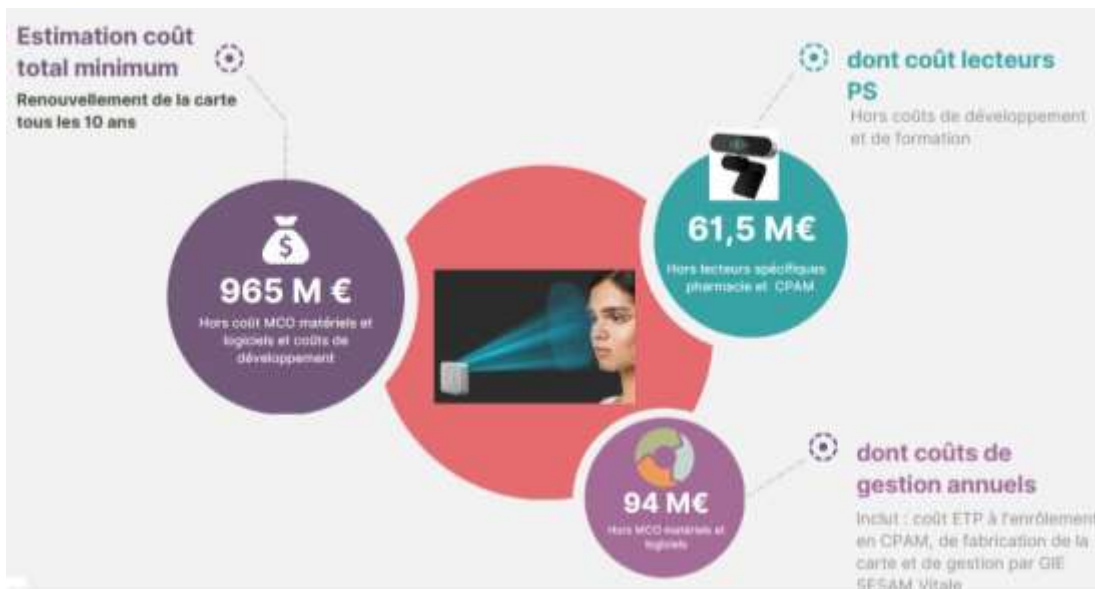 Estimation coût
total minimum
Renouvellement de la carte
tous les 10 ans
965 M €
Hors coût MCO matériels et
logiciels et coûts de
développement
dont coût lecteurs
PS
Hors coûts de développement
et de formation
61,5 M€
Hors lecteurs spécifiques
pharmacie et CPAM
94 M€
Hors MCO matériels et
logiciels
dont coûts de
gestion annuels
Inclut : coût ETP à l'enrôlement
en CPAM, de fabrication de la
carte et de gestion par GIE
SESAM Vitale